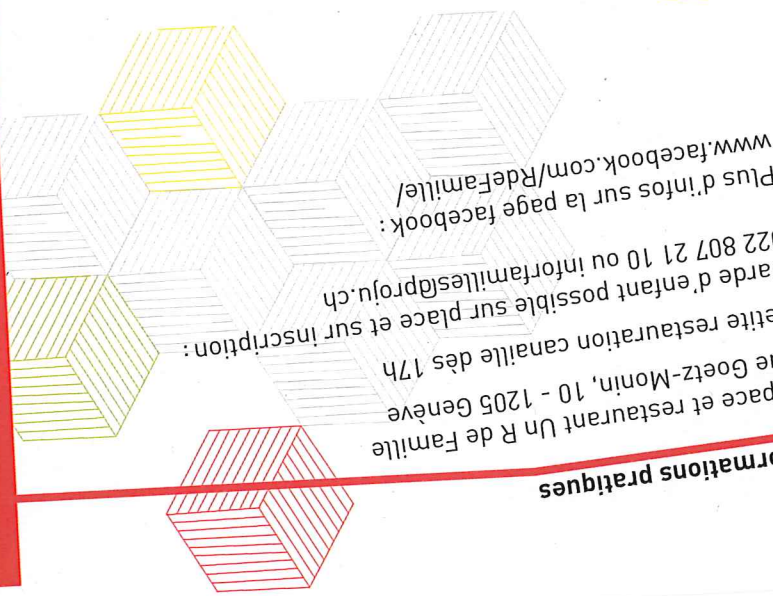 ormations pratiques
pace et restaurant Un R de Famille
ue Goetz-Monin, 10 - 1205 Genève
etite restauration canaille dès 17h
arde d'enfant possible sur place et sur inscription :
022 807 21 10 ou inforfamilles@proju.ch
Plus d'infos sur la page facebook :
www.facebook.com/RdeFamille/